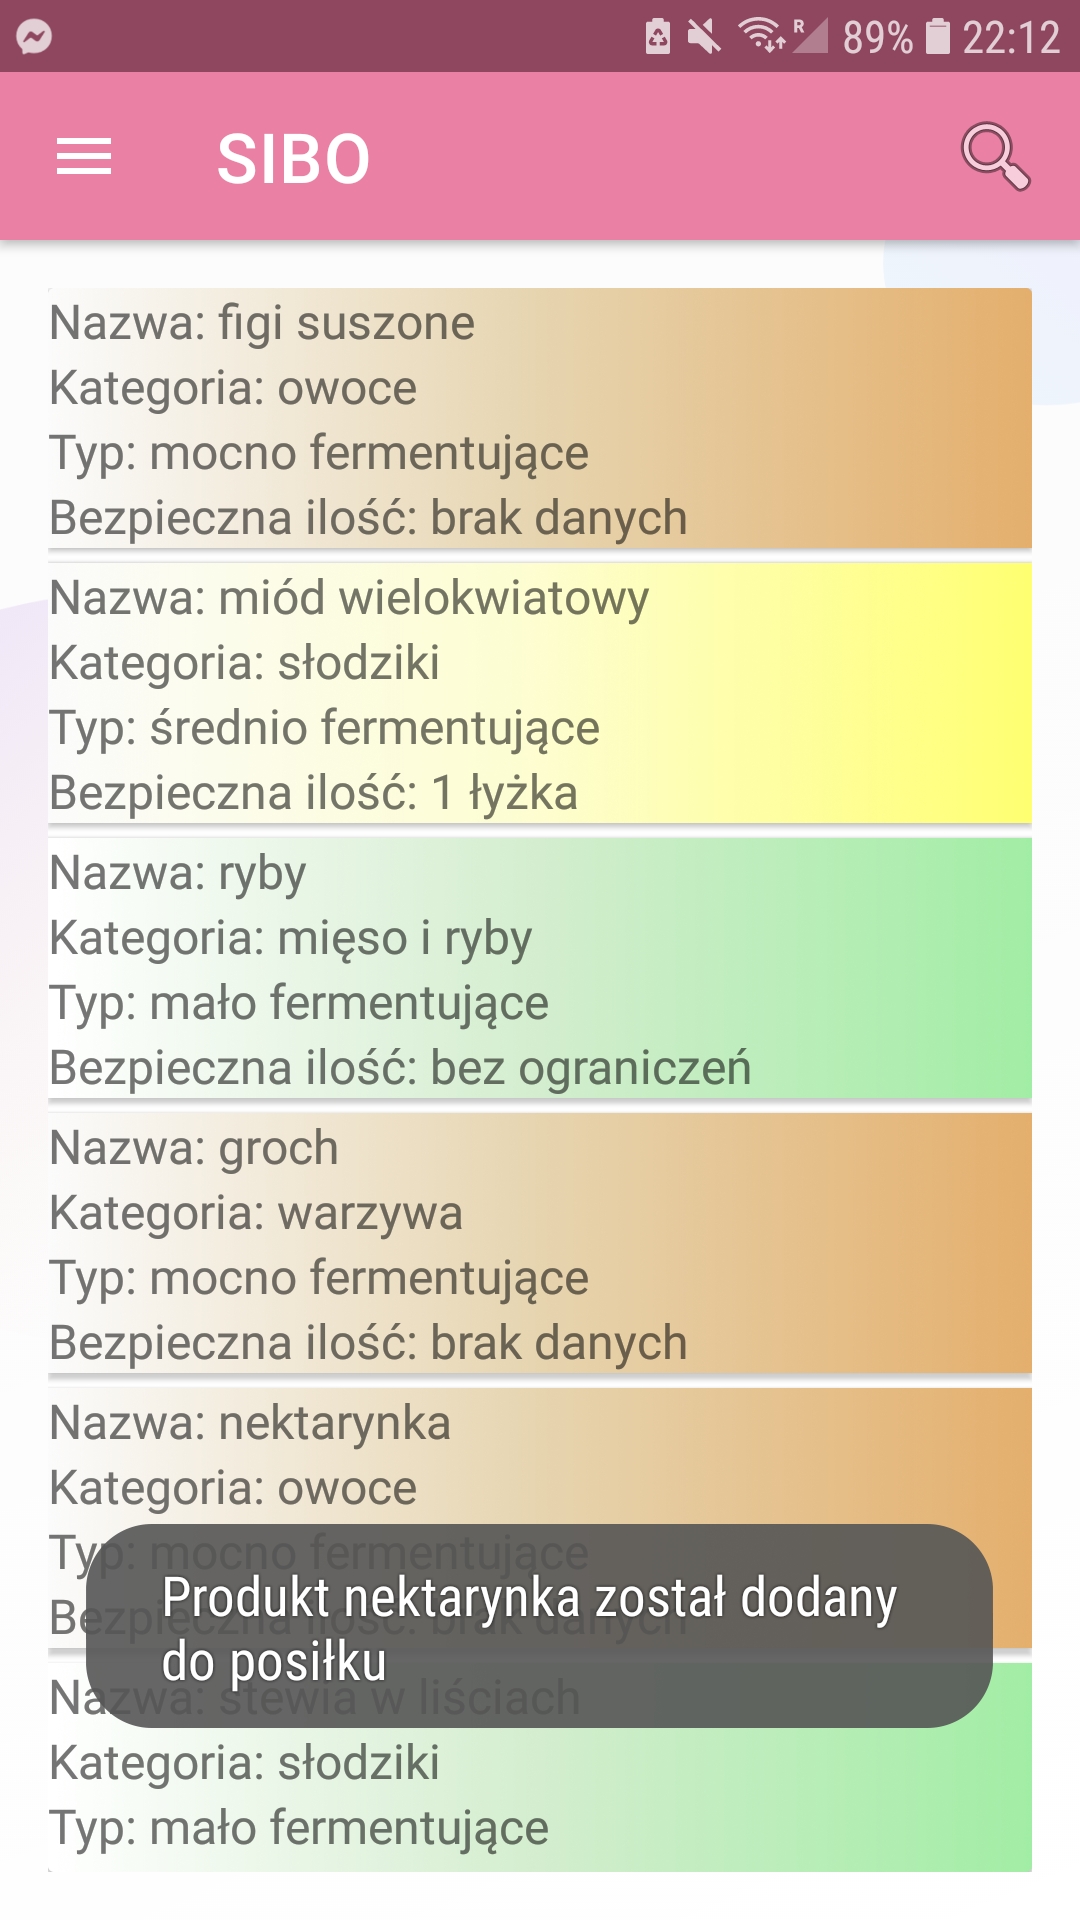 R 89% 22:12
SIBO
Nazwa: figi suszone
Kategoria: owoce
Typ: mocno fermentujące
Bezpieczna ilość: brak danych
Nazwa: miód wielokwiatowy
Kategoria: słodziki
Typ: średnio fermentujące
Bezpieczna ilość: 1 łyżka
Nazwa: ryby
Kategoria: mięso i ryby
Typ: mało fermentujące
Bezpieczna ilość: bez ograniczeń
Nazwa: groch
Kategoria: warzywa
Typ: mocno fermentujące
Bezpieczna ilość: brak danych
Nazwa: nektarynka
Kategoria: owoce
Typ: mocno fermentujące
Bezpieczna ilość: brak danych
Produkt nektarynka został dodany
do posiłku
Nazwa: stewia w liściach
Kategoria: słodziki
Typ: mało fermentujące